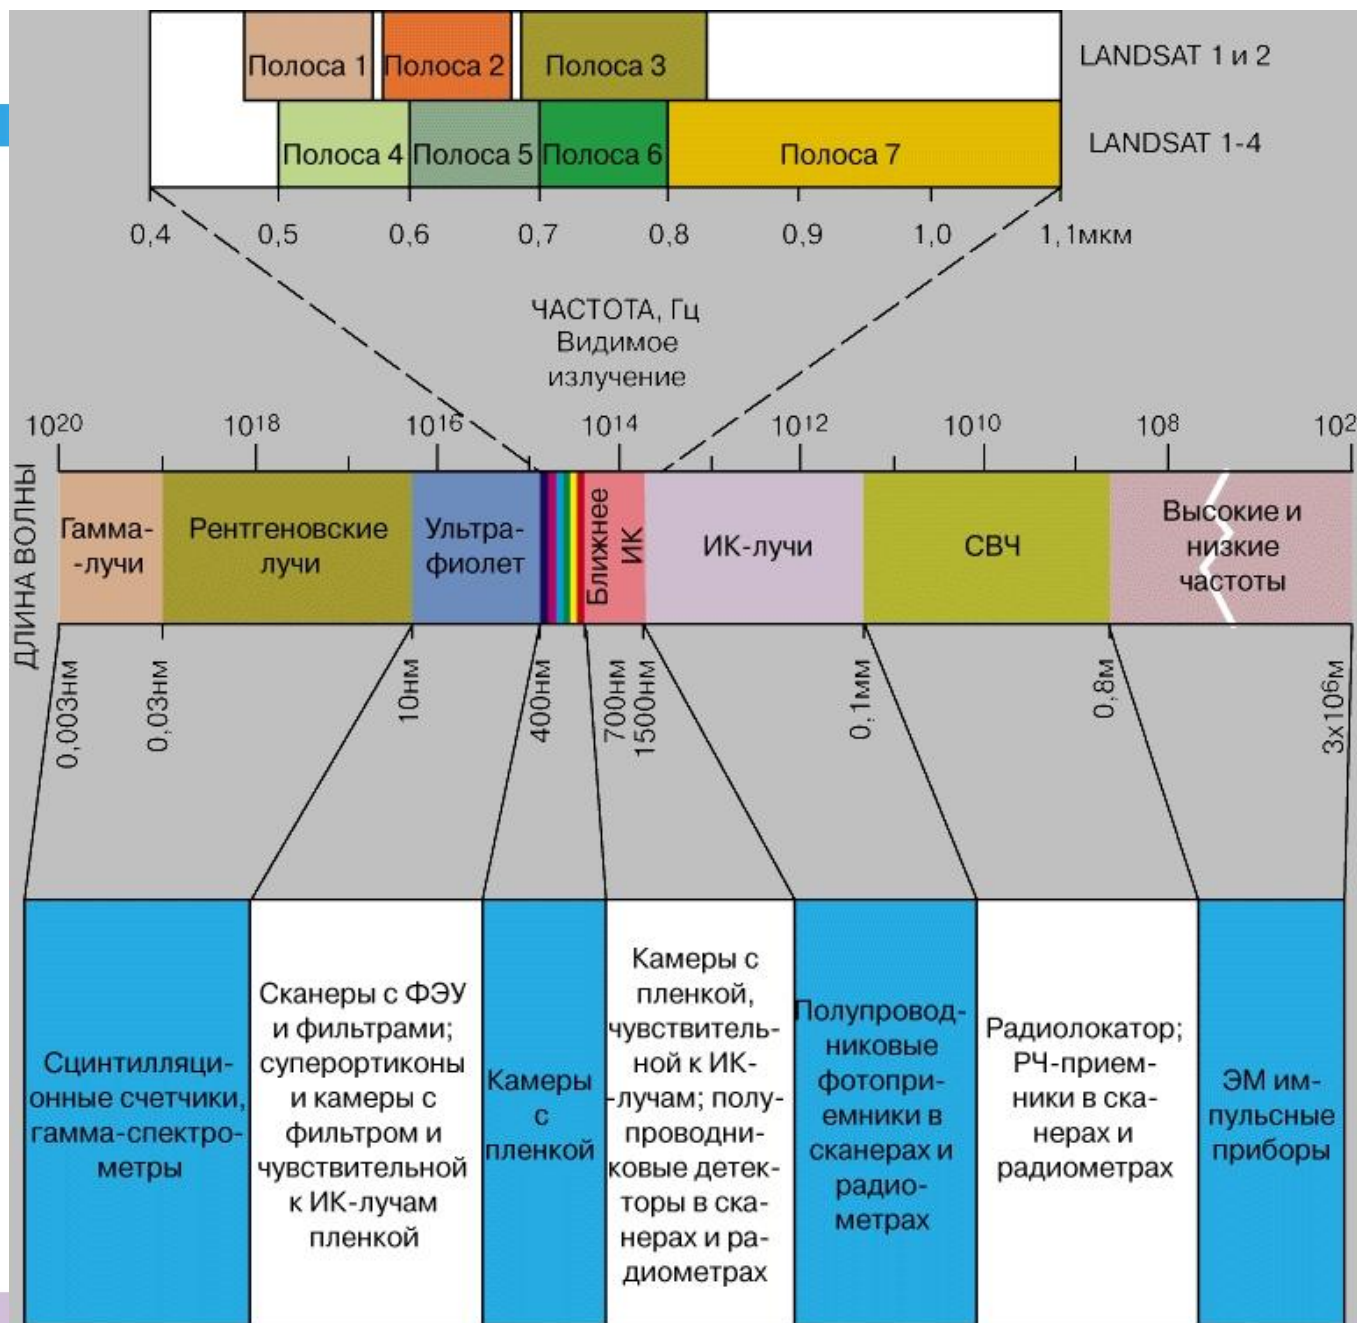 Полоса 1 Полоса 2 Полоса 3 LANDSAT 1 и 2
Полоса 4 Полоса 5 Полоса 6 Полоса 7 LANDSAT 1-4
0,4 0,5 0,6 0,7 0,8 0,9 1,0 1,1мкм
ЧАСТОТА, Гц
Видимое
излучение
10²⁰ 10¹⁸ 10¹⁶ 10¹⁴ 10¹² 10¹⁰ 10⁸ 10²
ДЛИНА ВОЛНЫ
Гамма-
-лучи
Рентгеновские
лучи
Ультра-
фиолет
Ближнее
ИК
ИК-лучи
СВЧ
Высокие и
низкие
частоты
0,003нм 0,03нм 10нм 400нм 700нм 1500нм 0,1мм 0,8м 3х10⁶м
Сцинтилляци-
онные счетчики,
гамма-спектро-
метры
Сканеры с ФЭУ
и фильтрами;
суперортиконы
и камеры с
фильтром и
чувствительной
к ИК-лучам
пленкой
Камеры
с
пленкой
Камеры с
пленкой,
чувствитель-
ной к ИК-
-лучам; полу-
проводни-
ковые детек-
торы в ска-
нерах и ра-
диометрах
Полупровод-
никовые
фотопри-
емники в
сканерах и
радио-
метрах
Радиолокатор;
РЧ-прием-
ники в ска-
нерах и
радиометрах
ЭМ им-
пульсные
приборы